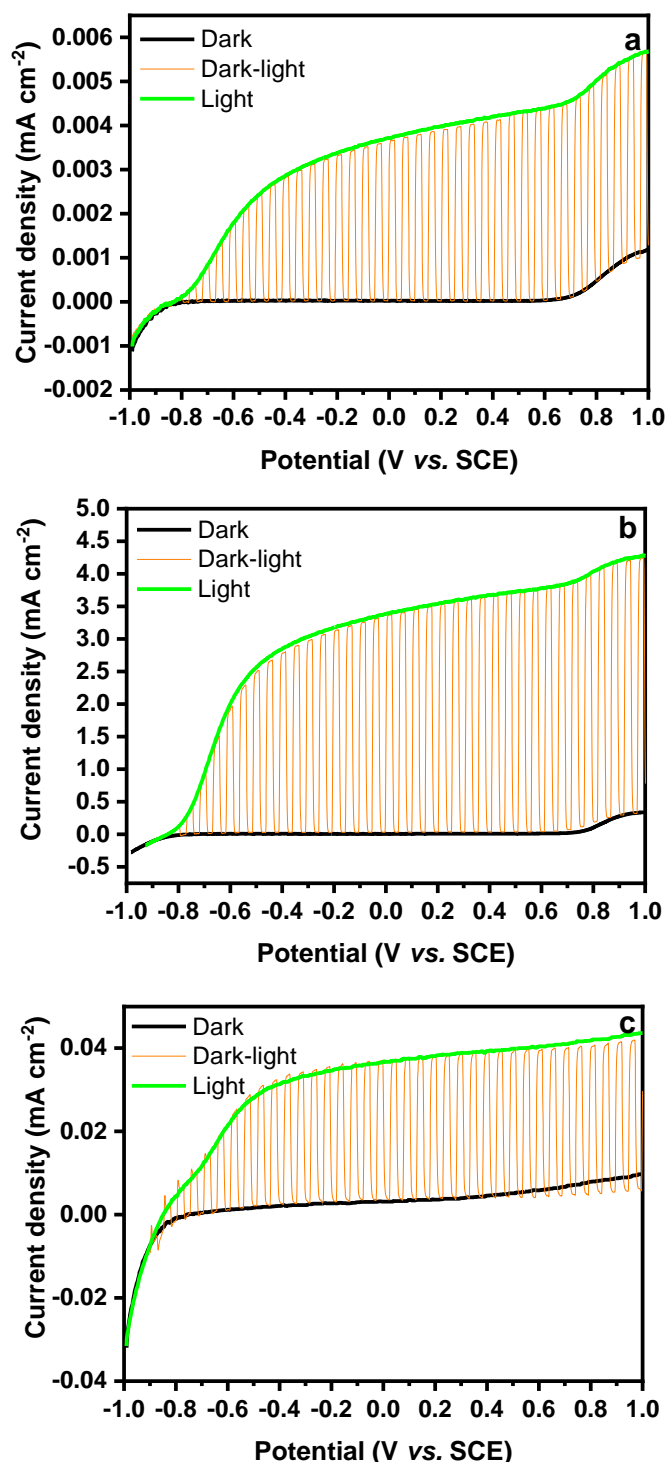 a
Dark
Dark-light
Light
0.006
0.005
0.004
0.003
0.002
0.001
0.000
-0.001
-0.002
Current density (mA cm-2)
-1.0 -0.8 -0.6 -0.4 -0.2 0.0 0.2 0.4 0.6 0.8 1.0
Potential (V vs. SCE)
b
Dark
Dark-light
Light
5.0
4.5
4.0
3.5
3.0
2.5
2.0
1.5
1.0
0.5
0.0
-0.5
Current density (mA cm-2)
-1.0 -0.8 -0.6 -0.4 -0.2 0.0 0.2 0.4 0.6 0.8 1.0
Potential (V vs. SCE)
c
Dark
Dark-light
Light
0.04
0.02
0.00
-0.02
-0.04
Current density (mA cm-2)
-1.0 -0.8 -0.6 -0.4 -0.2 0.0 0.2 0.4 0.6 0.8 1.0
Potential (V vs. SCE)